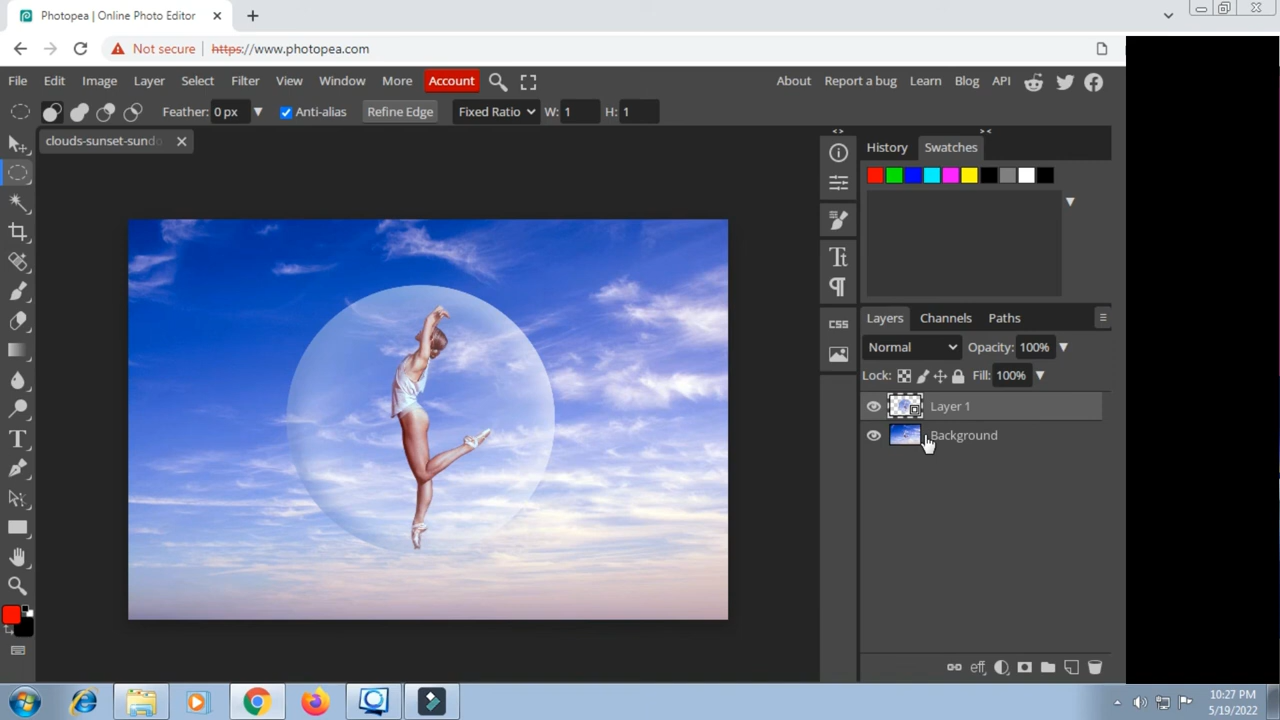 Photopea | Online Photo Editor
Not secure https://www.photopea.com
File Edit Image Layer Select Filter View Window More Account About Report a bug Learn Blog API
Feather: 0 px Anti-alias Refine Edge Fixed Ratio W: 1 H: 1
clouds-sunset-sundo
> <
History Swatches
Layers Channels Paths
Normal Opacity: 100%
Lock: Fill: 100%
Layer 1
Background
CSS
eff
10:27 PM
5/19/2022